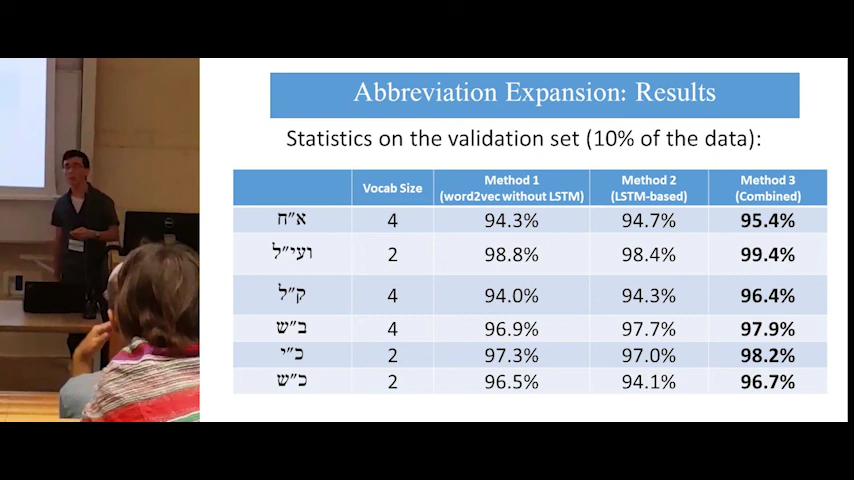 Abbreviation Expansion: Results
Statistics on the validation set (10% of the data):
Vocab Size Method 1 (word2vec without LSTM) Method 2 (LSTM-based) Method 3 (Combined)
א״ח 4 94.3% 94.7% 95.4%
ועי״ל 2 98.8% 98.4% 99.4%
ק״ל 4 94.0% 94.3% 96.4%
ב״ש 4 96.9% 97.7% 97.9%
כ״י 2 97.3% 97.0% 98.2%
כ״ש 2 96.5% 94.1% 96.7%